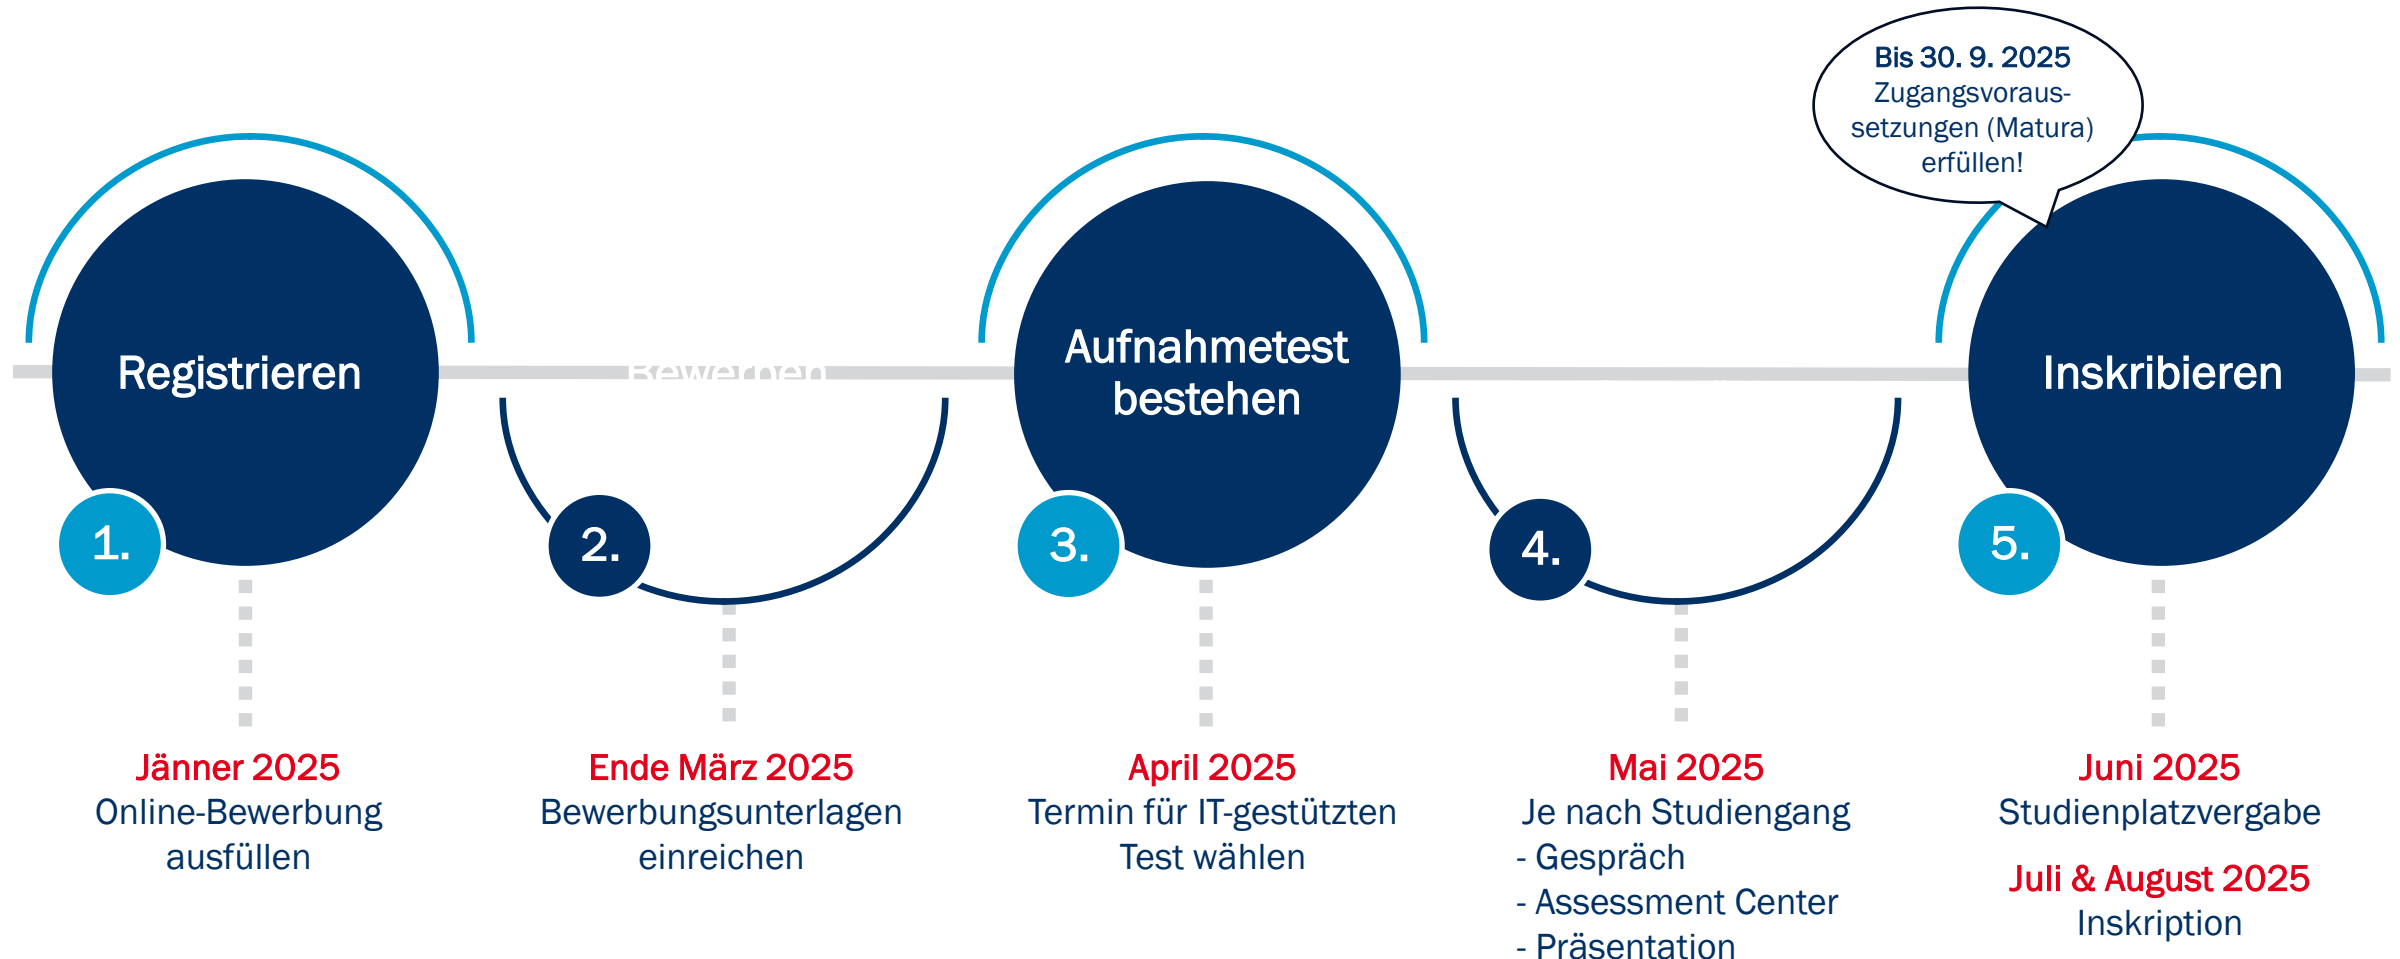 Bis 30. 9. 2025
Zugangsvoraus-
setzungen (Matura)
erfüllen!
Registrieren
1.
Bewerben
2.
Aufnahmetest
bestehen
3.
4.
Inskribieren
5.
Jänner 2025
Online-Bewerbung
ausfüllen
Ende März 2025
Bewerbungsunterlagen
einreichen
April 2025
Termin für IT-gestützten
Test wählen
Mai 2025
Je nach Studiengang
- Gespräch
- Assessment Center
- Präsentation
Juni 2025
Studienplatzvergabe
Juli & August 2025
Inskription